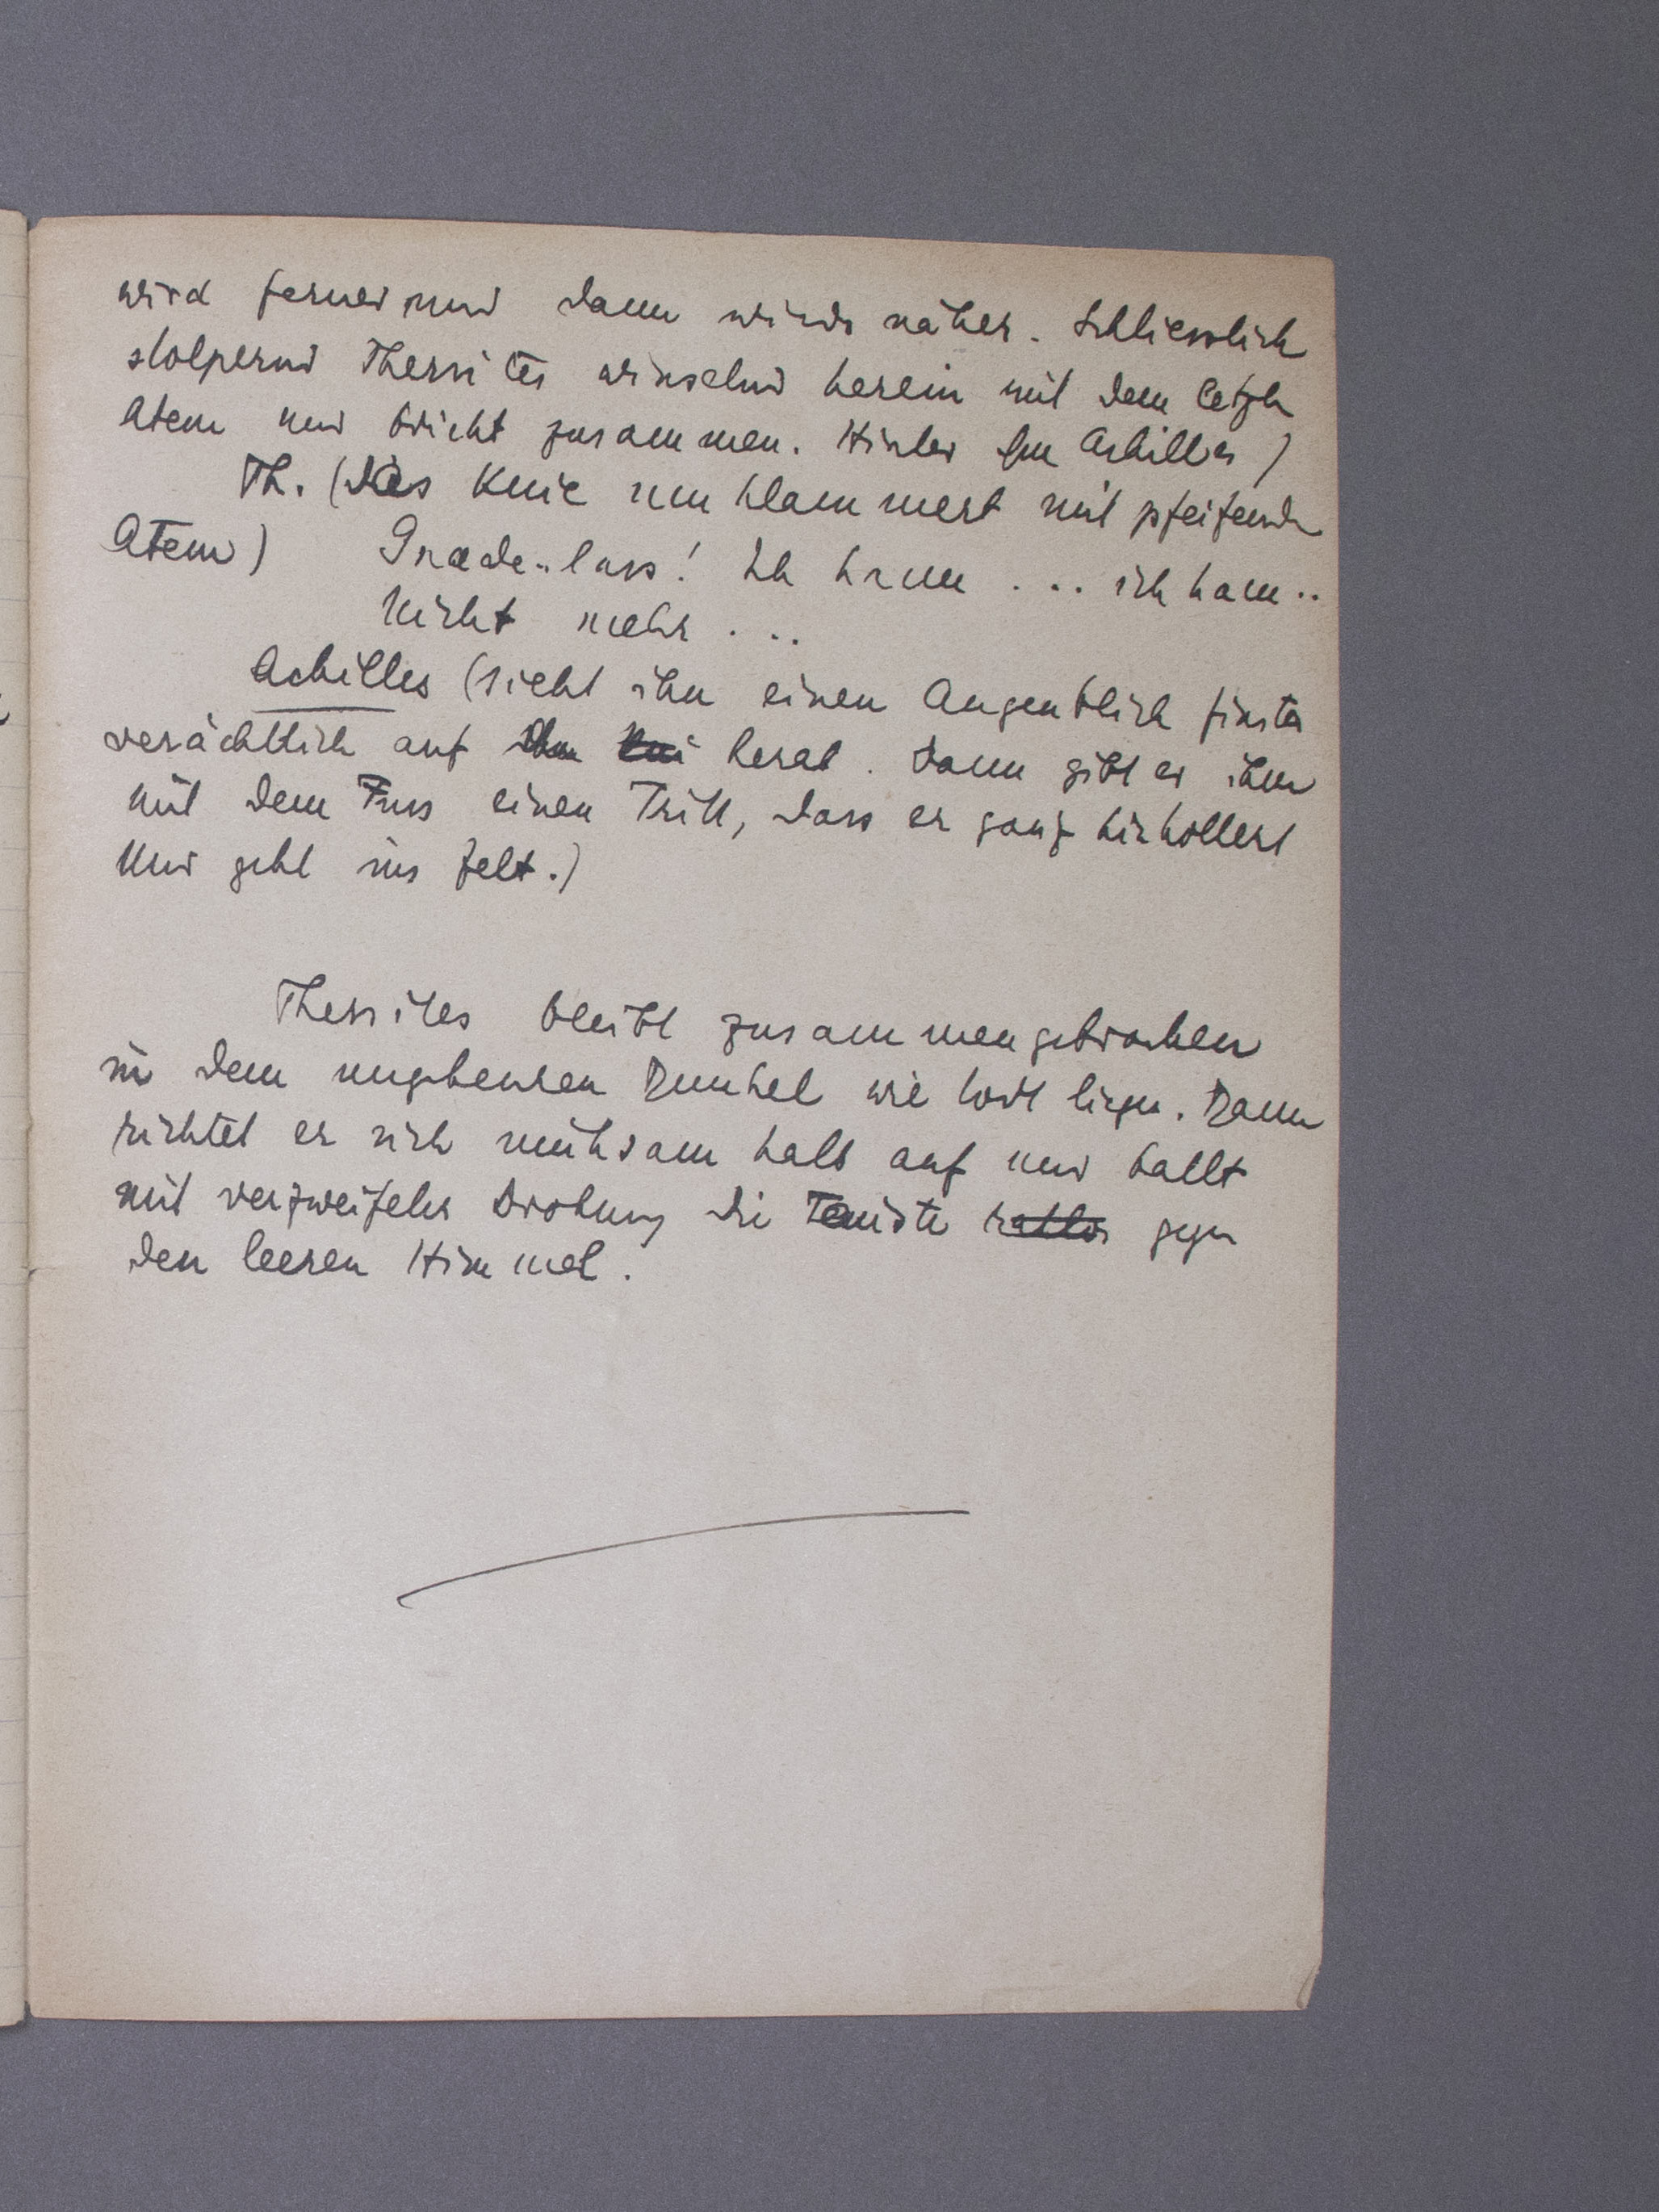 wird ferner und dann wieder näher. Schliesslich
stolpernd Thersites winselnd herein mit dem letzten
Atem und bricht zusammen. Hinter ihm Achilles)
Th. (das Knie umklammert mit pfeifendem
Atem) Gnade.. lass! Ich kann ... ich kann..
nicht mehr ...
Achilles (sieht ihn einen Augenblick finster
verächtlich auf ihn herab. Dann gibt er ihm
mit dem Fuss einen Tritt, dass er ganz hinkollert
und geht ins Zelt.)
Thersites bleibt zusammengebrochen
in dem ungeheuren Dunkel wie todt liegen. Dann
richtet er sich mühsam halb auf und ballt
mit verzweifelter Drohung die Fäuste gegen
den leeren Himmel.